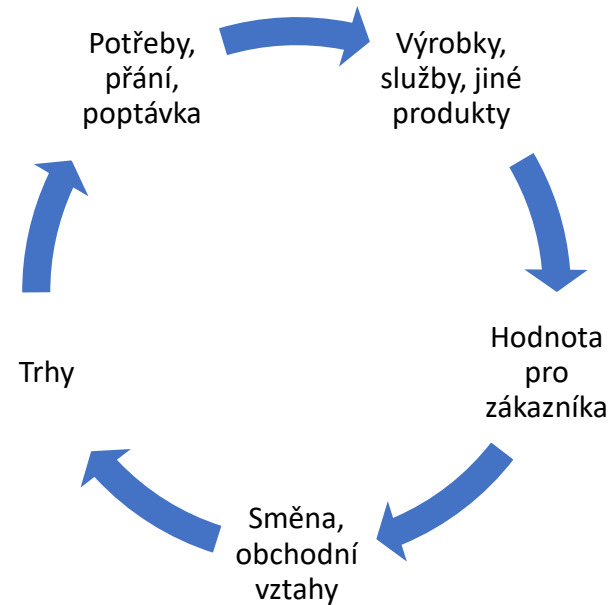 Potřeby,
přání,
poptávka
Výrobky,
služby, jiné
produkty
Hodnota
pro
zákazníka
Směna,
obchodní
vztahy
Trhy